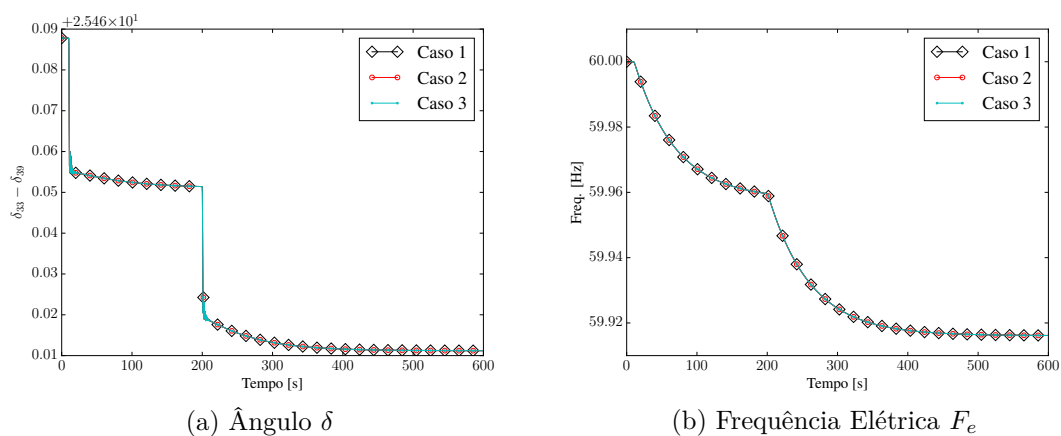 +2.546×10¹
0.09
0.08
0.07
0.06
0.05
0.04
0.03
0.02
0.01
δ₃₃ − δ₃₉
0 100 200 300 400 500 600
Tempo [s]
Caso 1
Caso 2
Caso 3
(a) Ângulo δ
60.00
59.98
59.96
59.94
59.92
Freq. [Hz]
0 100 200 300 400 500 600
Tempo [s]
Caso 1
Caso 2
Caso 3
(b) Frequência Elétrica Fₑ